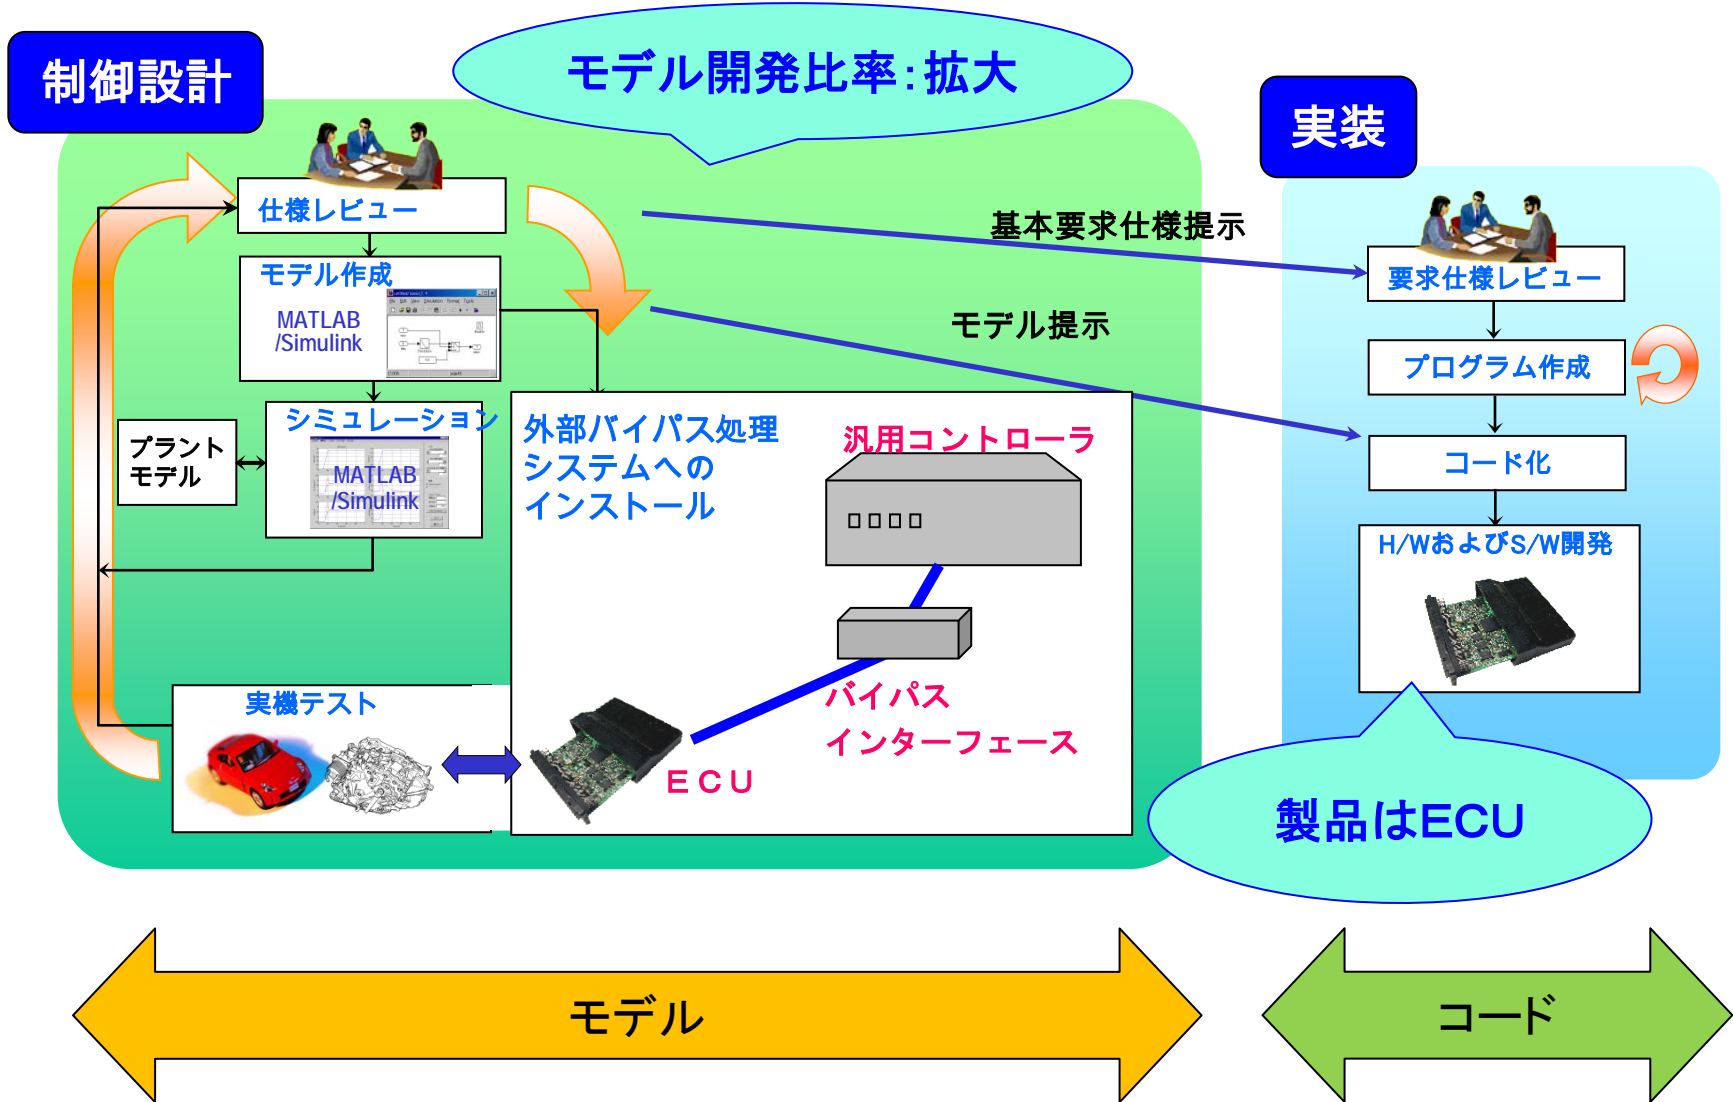 制御設計
モデル開発比率:拡大
実装
仕様レビュー
モデル作成
MATLAB
/Simulink
シミュレーション
MATLAB
/Simulink
プラント
モデル
基本要求仕様提示
モデル提示
外部バイパス処理
システムへの
インストール
汎用コントローラ
バイパス
インターフェース
ECU
実機テスト
要求仕様レビュー
プログラム作成
コード化
H/WおよびS/W開発
製品はECU
モデル
コード